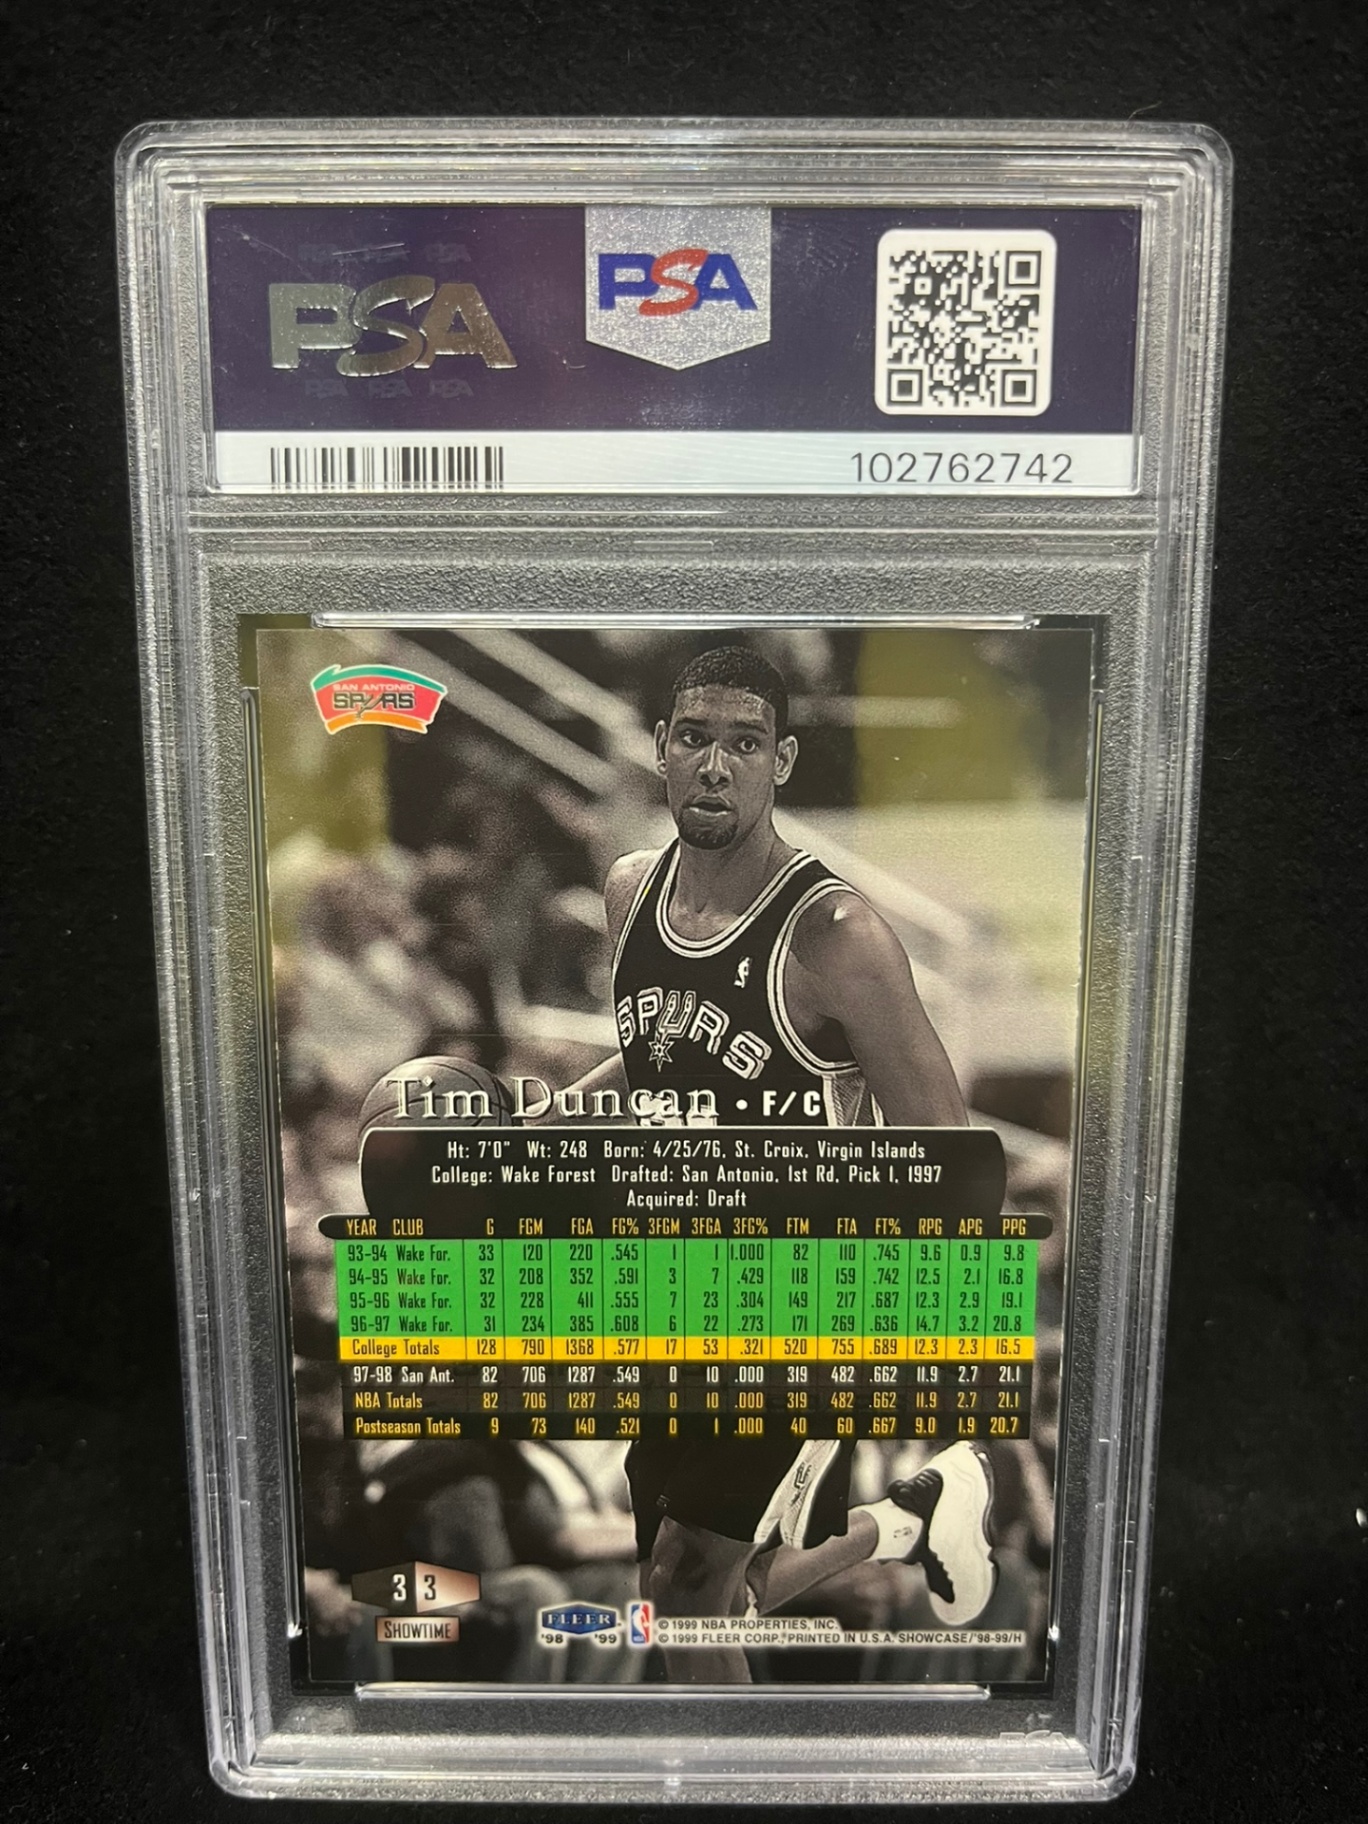 PSA
PSA
102762742
SAN ANTONIO
SPURS
SPURS
Tim Duncan • F/C
Ht: 7'0" Wt: 248 Born: 4/25/76, St. Croix, Virgin Islands
College: Wake Forest Drafted: San Antonio, 1st Rd, Pick 1, 1997
Acquired: Draft
YEAR CLUB G FGM FGA FG% 3FGM 3FGA 3FG% FTM FTA FT% RPG APG PPG
93-94 Wake For. 33 120 220 .545 1 1 1.000 82 110 .745 9.6 0.9 9.8
94-95 Wake For. 32 208 352 .591 3 7 .429 118 159 .742 12.5 2.1 16.8
95-96 Wake For. 32 228 411 .555 7 23 .304 149 217 .687 12.3 2.9 19.1
96-97 Wake For. 31 234 385 .608 6 22 .273 171 269 .636 14.7 3.2 20.8
College Totals 128 790 1368 .577 17 53 .321 520 755 .689 12.3 2.3 16.5
97-98 San Ant. 82 706 1287 .549 0 10 .000 319 482 .662 11.9 2.7 21.1
NBA Totals 82 706 1287 .549 0 10 .000 319 482 .662 11.9 2.7 21.1
Postseason Totals 9 73 140 .521 0 1 .000 40 60 .667 9.0 1.9 20.7
3 3
SHOWTIME
FLEER
'98 '99
© 1999 NBA PROPERTIES, INC.
© 1999 FLEER CORP., PRINTED IN U.S.A. SHOWCASE/'98-99/H